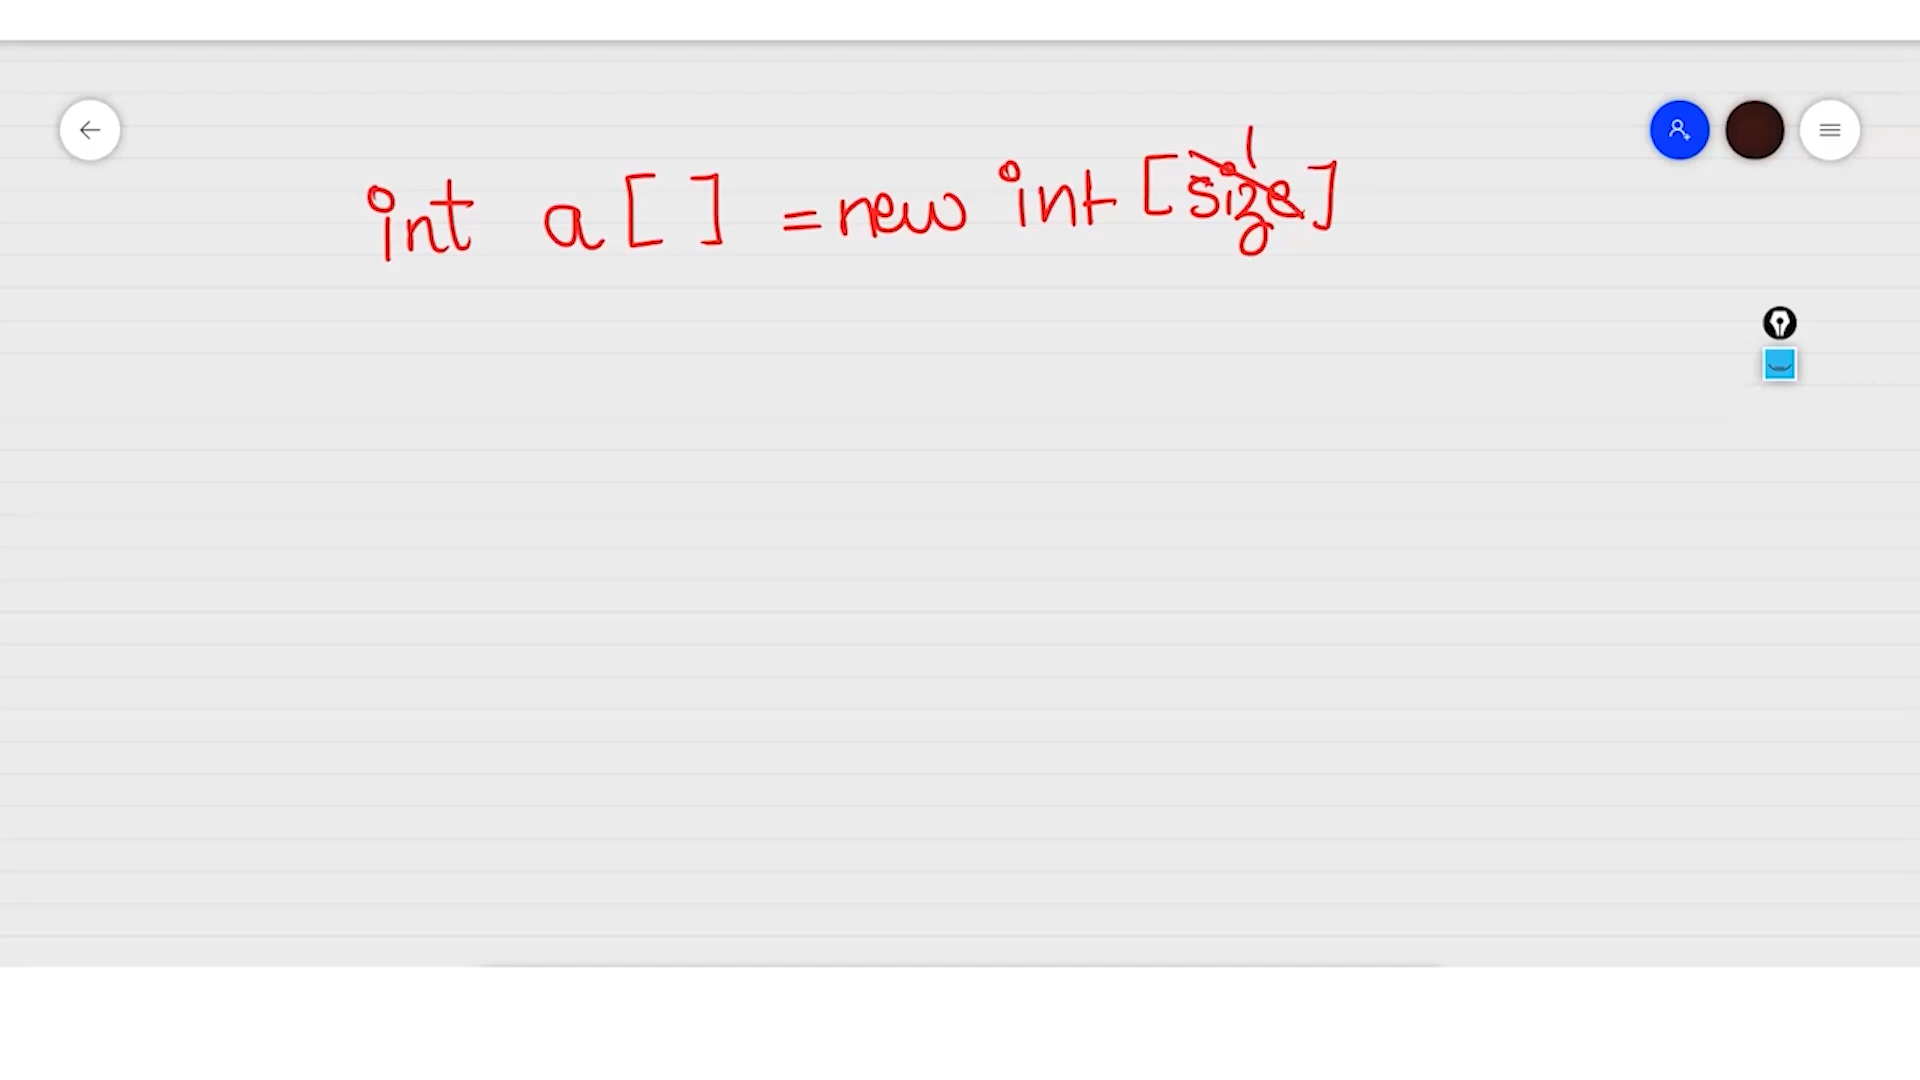 int a [ ] = new int [size]